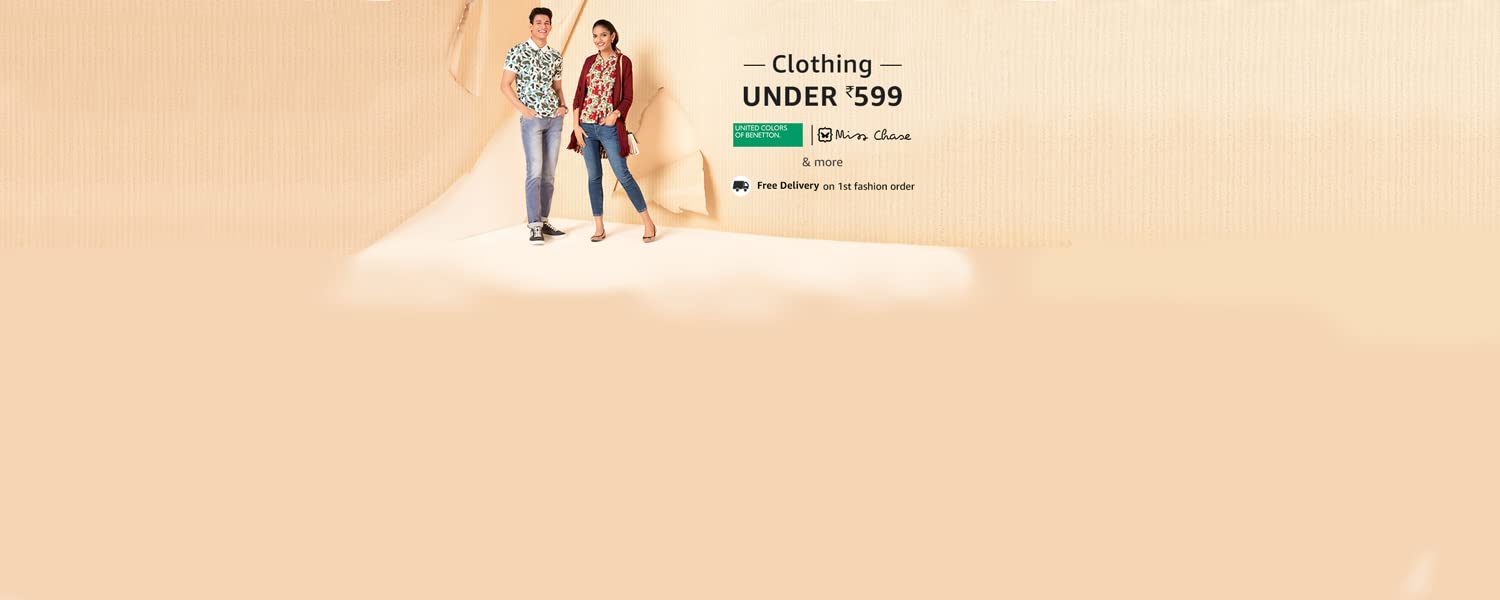 — Clothing —
UNDER ₹599
UNITED COLORS
OF BENETTON.
Miss Chase
& more
Free Delivery on 1st fashion order